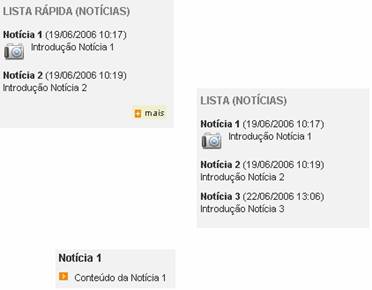 LISTA RÁPIDA (NOTÍCIAS)
Notícia 1 (19/06/2006 10:17)
Introdução Notícia 1
Notícia 2 (19/06/2006 10:19)
Introdução Notícia 2
mais
LISTA (NOTÍCIAS)
Notícia 1 (19/06/2006 10:17)
Introdução Notícia 1
Notícia 2 (19/06/2006 10:19)
Introdução Notícia 2
Notícia 3 (22/06/2006 13:06)
Introdução Notícia 3
Notícia 1
Conteúdo da Notícia 1